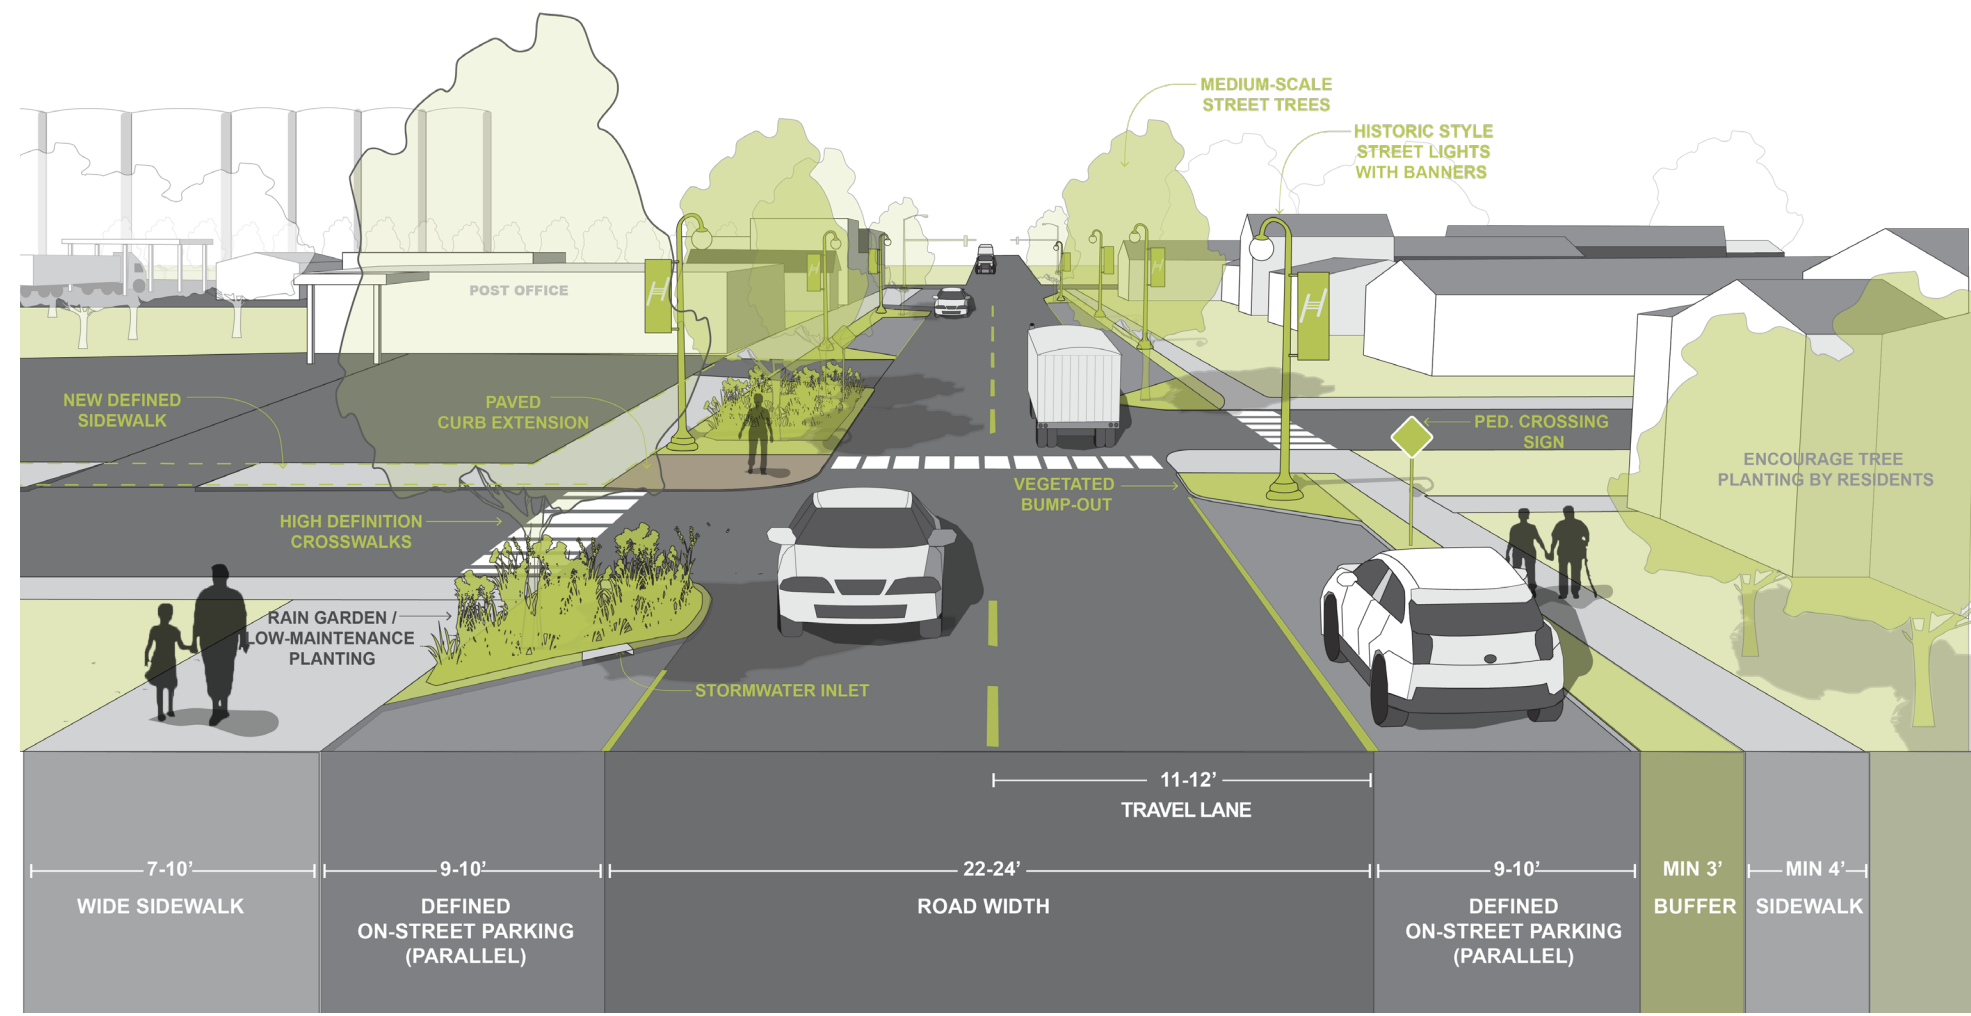 MEDIUM-SCALE
STREET TREES
HISTORIC STYLE
STREET LIGHTS
WITH BANNERS
POST OFFICE
H
H
H
NEW DEFINED
SIDEWALK
PAVED
CURB EXTENSION
PED. CROSSING
SIGN
ENCOURAGE TREE
PLANTING BY RESIDENTS
VEGETATED
BUMP-OUT
HIGH DEFINITION
CROSSWALKS
RAIN GARDEN /
LOW-MAINTENANCE
PLANTING
STORMWATER INLET
11-12’
TRAVEL LANE
7-10’
WIDE SIDEWALK
9-10’
DEFINED
ON-STREET PARKING
(PARALLEL)
22-24’
ROAD WIDTH
9-10’
DEFINED
ON-STREET PARKING
(PARALLEL)
MIN 3’
BUFFER
MIN 4’
SIDEWALK